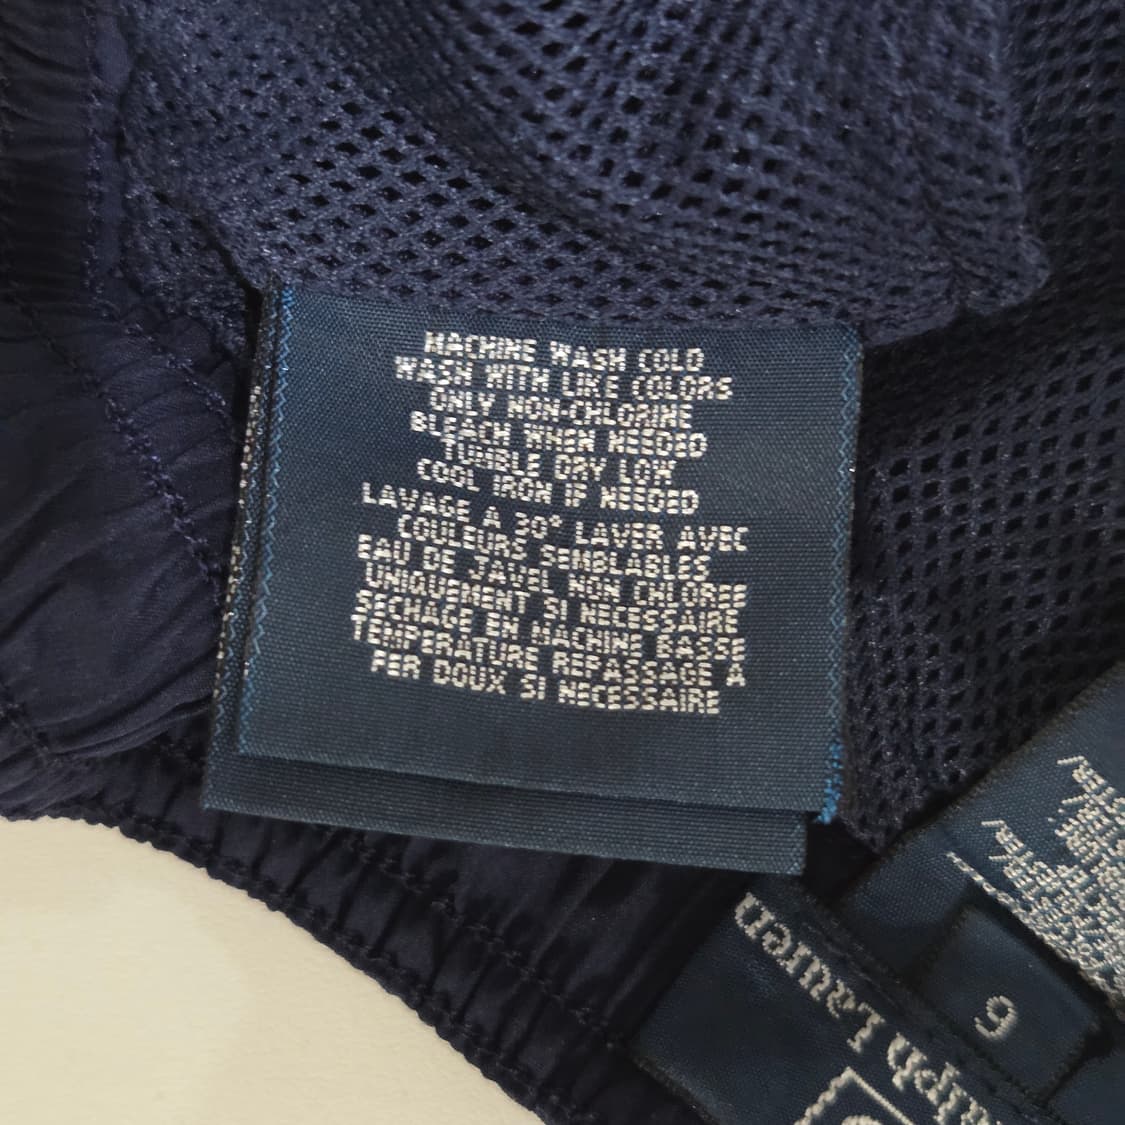 MACHINE WASH COLD
WASH WITH LIKE COLORS
ONLY NON-CHLORINE
BLEACH WHEN NEEDED
TUMBLE DRY LOW
COOL IRON IF NEEDED
LAVAGE A 30° LAVER AVEC
COULEURS SEMBLABLES
EAU DE JAVEL NON CHLOREE
UNIQUEMENT SI NECESSAIRE
SECHAGE EN MACHINE BASSE
TEMPERATURE REPASSAGE A
FER DOUX SI NECESSAIRE
Lauren